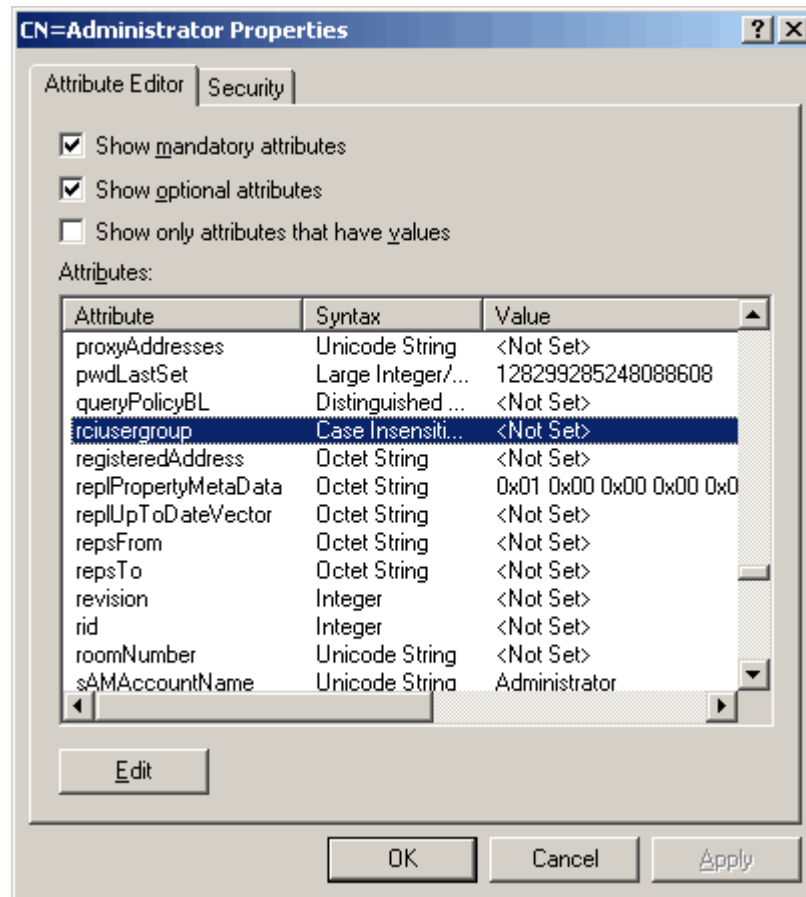 CN=Administrator Properties
Attribute Editor Security
Show mandatory attributes
Show optional attributes
Show only attributes that have values
Attributes:
Attribute Syntax Value
proxyAddresses Unicode String <Not Set>
pwdLastSet Large Integer/... 128299285248088608
queryPolicyBL Distinguished ... <Not Set>
rciusergroup Case Insensiti... <Not Set>
registeredAddress Octet String <Not Set>
replPropertyMetaData Octet String 0x01 0x00 0x00 0x00 0x0
replUpToDateVector Octet String <Not Set>
repsFrom Octet String <Not Set>
repsTo Octet String <Not Set>
revision Integer <Not Set>
rid Integer <Not Set>
roomNumber Unicode String <Not Set>
sAMAccountName Unicode String Administrator
Edit
OK Cancel Apply